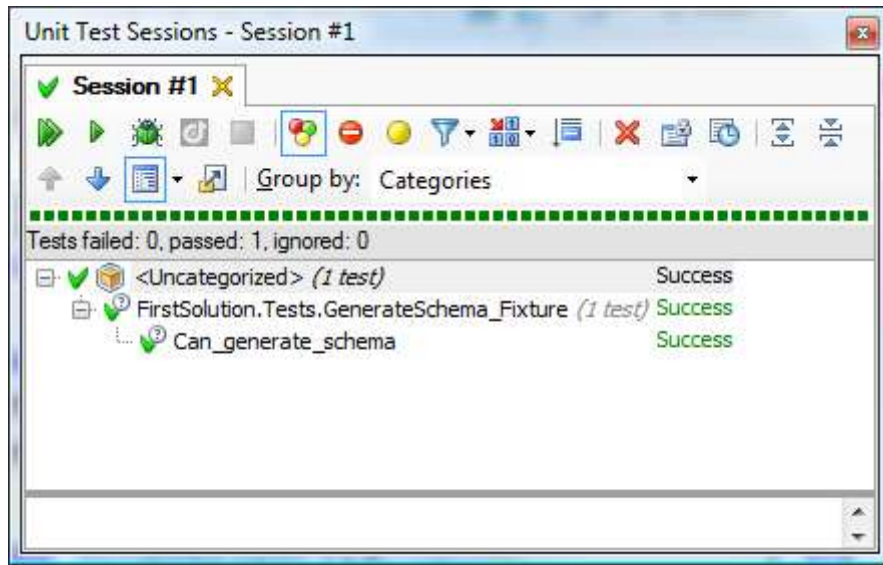 Unit Test Sessions - Session #1
Session #1
Group by: Categories
Tests failed: 0, passed: 1, ignored: 0
<Uncategorized> (1 test) Success
FirstSolution.Tests.GenerateSchema_Fixture (1 test) Success
Can_generate_schema Success